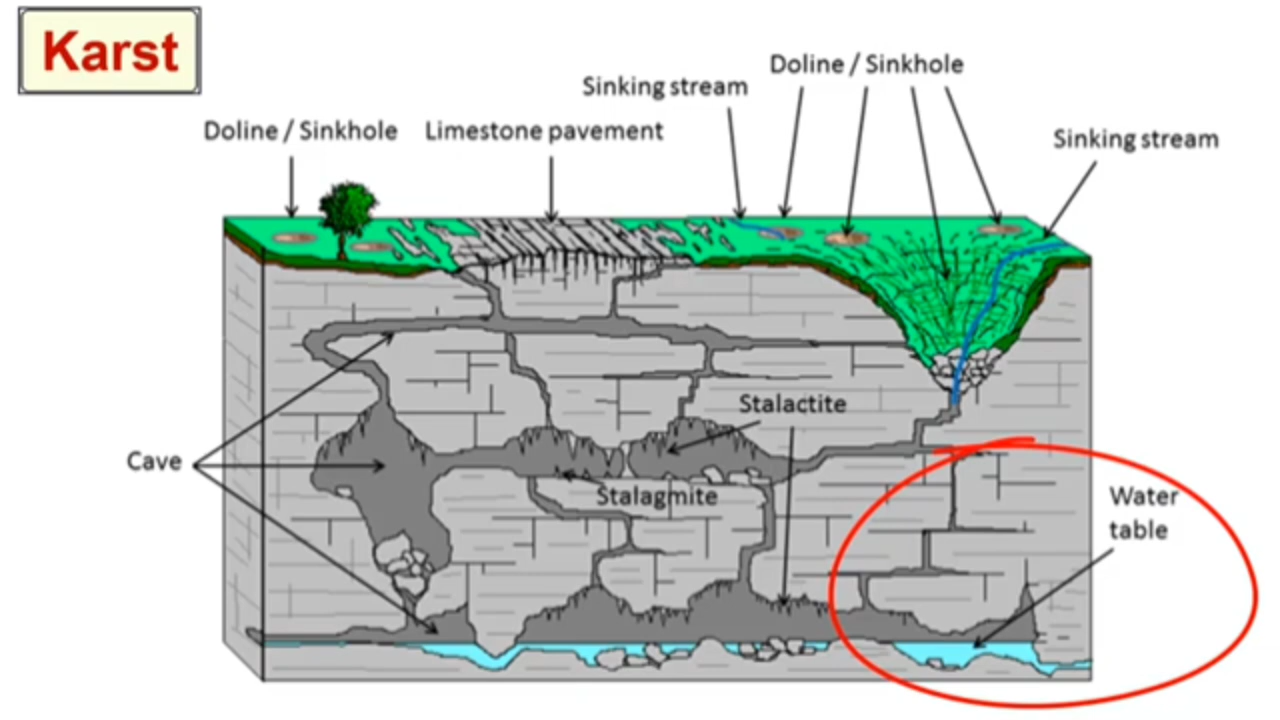 Karst
Sinking stream
Doline / Sinkhole
Doline / Sinkhole
Limestone pavement
Sinking stream
Stalactite
Cave
Stalagmite
Water
table